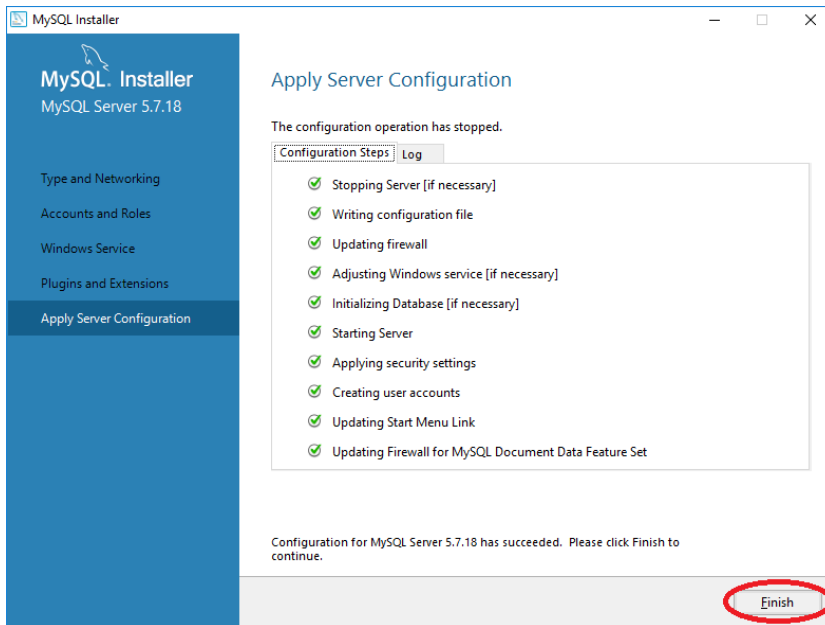 MySQL Installer
MySQL. Installer
MySQL Server 5.7.18
Type and Networking
Accounts and Roles
Windows Service
Plugins and Extensions
Apply Server Configuration
Apply Server Configuration
The configuration operation has stopped.
Configuration Steps Log
Stopping Server [if necessary]
Writing configuration file
Updating firewall
Adjusting Windows service [if necessary]
Initializing Database [if necessary]
Starting Server
Applying security settings
Creating user accounts
Updating Start Menu Link
Updating Firewall for MySQL Document Data Feature Set
Configuration for MySQL Server 5.7.18 has succeeded. Please click Finish to
continue.
Finish